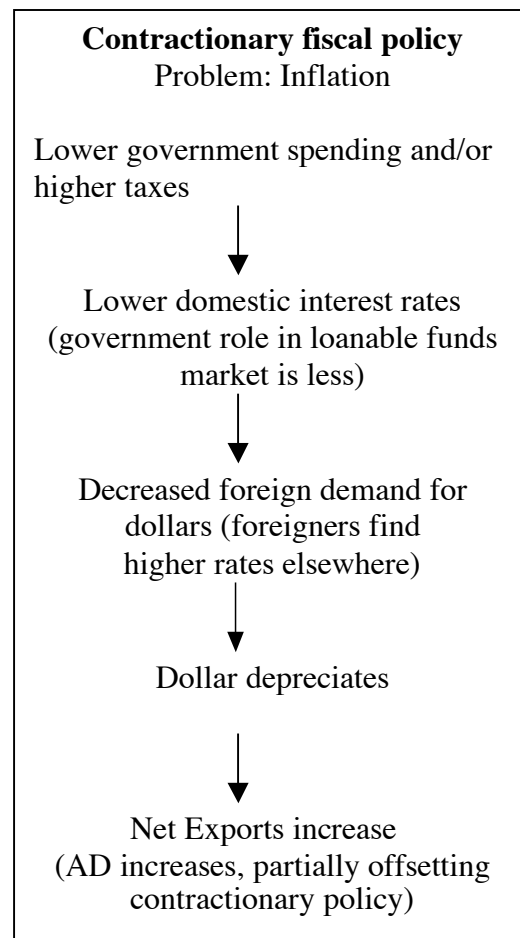 Contractionary fiscal policy
Problem: Inflation
Lower government spending and/or
higher taxes
Lower domestic interest rates
(government role in loanable funds
market is less)
Decreased foreign demand for
dollars (foreigners find
higher rates elsewhere)
Dollar depreciates
Net Exports increase
(AD increases, partially offsetting
contractionary policy)